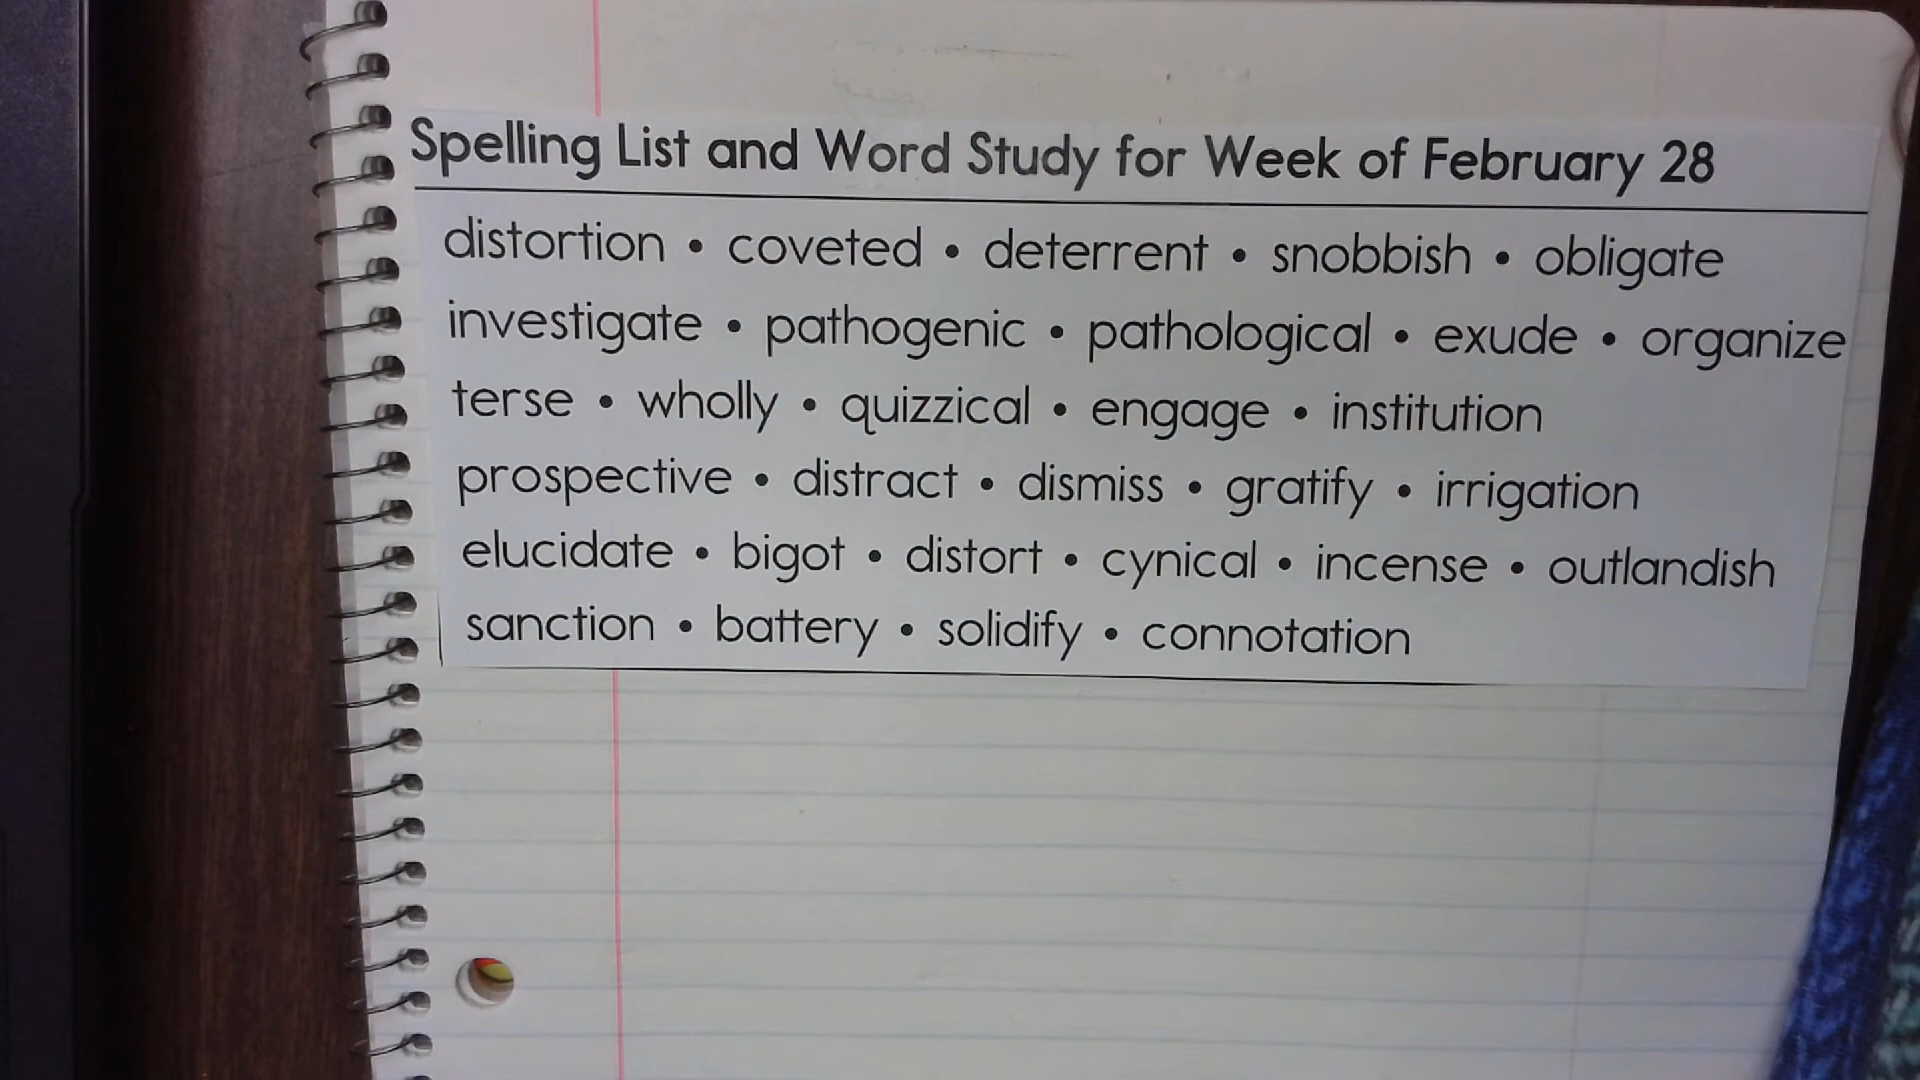 Spelling List and Word Study for Week of February 28
distortion • coveted • deterrent • snobbish • obligate
investigate • pathogenic • pathological • exude • organize
terse • wholly • quizzical • engage • institution
prospective • distract • dismiss • gratify • irrigation
elucidate • bigot • distort • cynical • incense • outlandish
sanction • battery • solidify • connotation